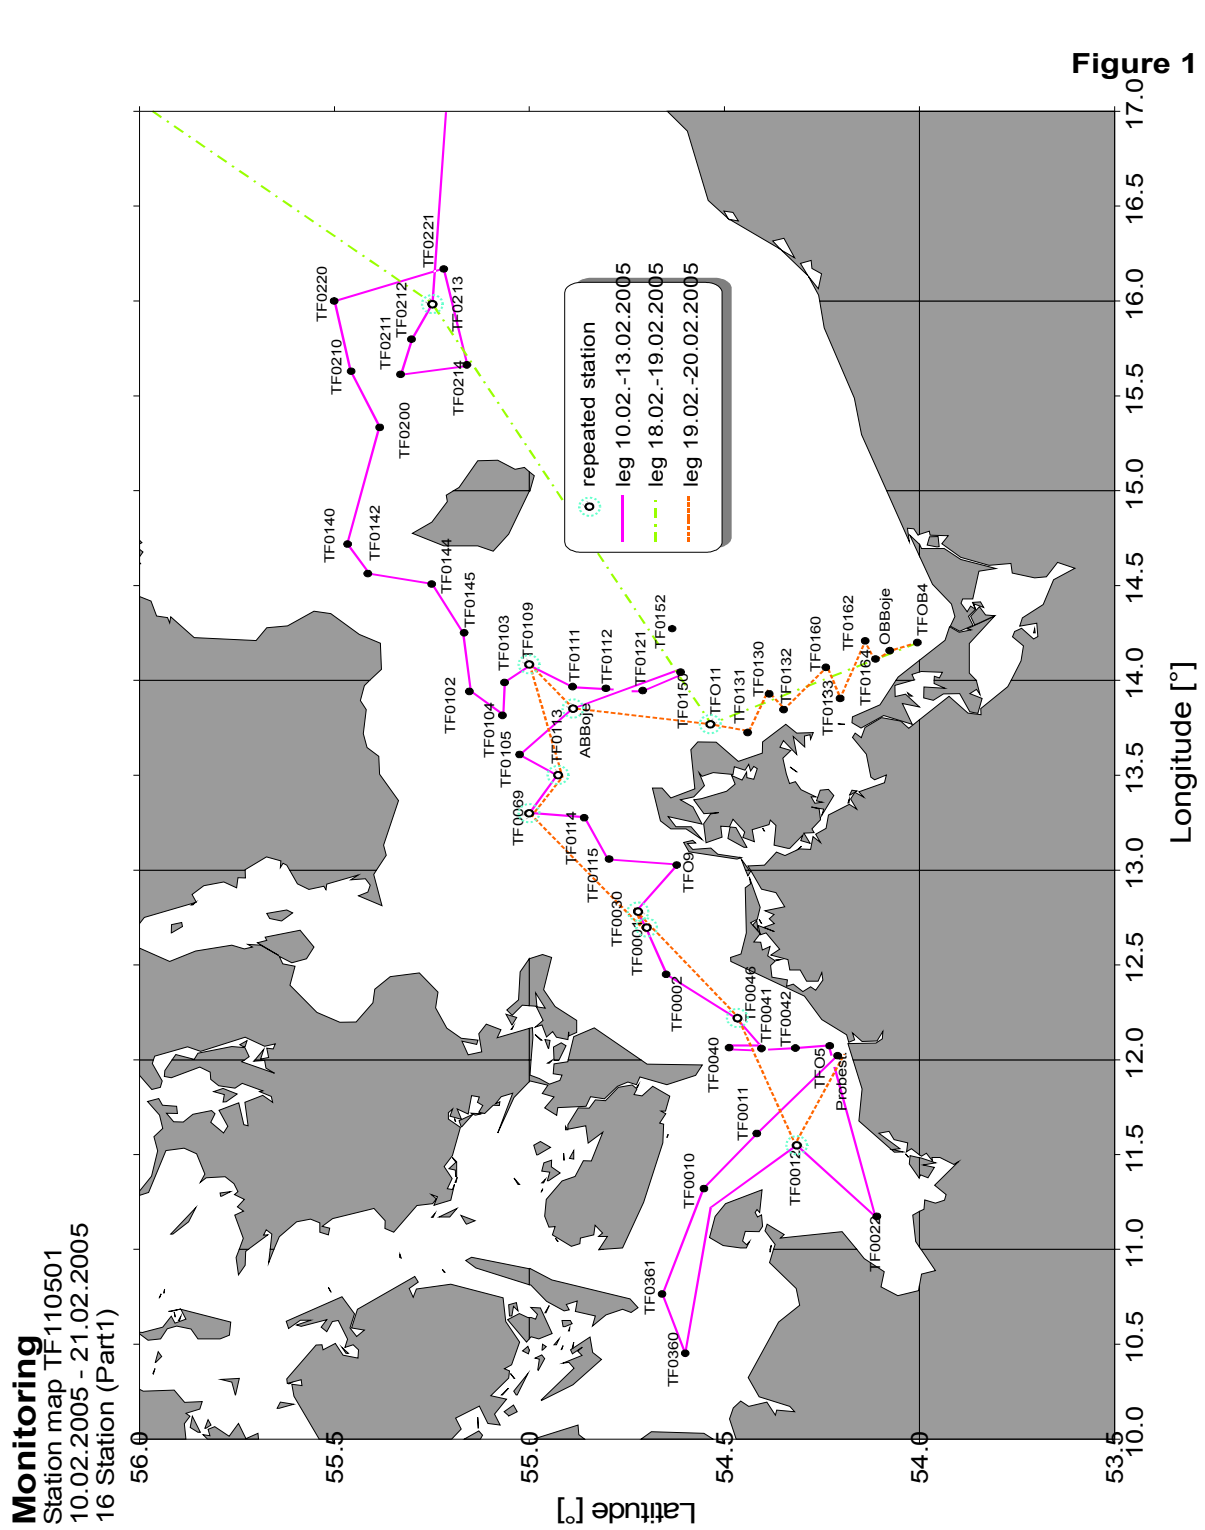 Figure 1
Monitoring
Station map TF110501
10.02.2005 - 21.02.2005
16 Station (Part1)
56.0
55.5
55.0
54.5
54.0
53.5
Latitude [°]
10.0
10.5
11.0
11.5
12.0
12.5
13.0
13.5
14.0
14.5
15.0
15.5
16.0
16.5
17.0
Longitude [°]
repeated station
leg 10.02.-13.02.2005
leg 18.02.-19.02.2005
leg 19.02.-20.02.2005
TF0360
TF0361
TF0010
TF0011
TF0012
TF0022
Probest.
TFO5
TF0040
TF0042
TF0041
TF0046
TF0002
TF0001
TF0030
TFO9
TF0115
TF0114
TF0069
TF0113
TF0105
TF0104
TF0102
TF0103
TF0109
TF0111
TF0112
TF0121
TF0152
TF0150
ABBoje
TFO11
TF0131
TF0130
TF0132
TF0160
TF0133
TF0162
TF0164
OBBoje
TFOB4
TF0145
TF0144
TF0142
TF0140
TF0200
TF0210
TF0220
TF0211
TF0212
TF0221
TF0213
TF0214